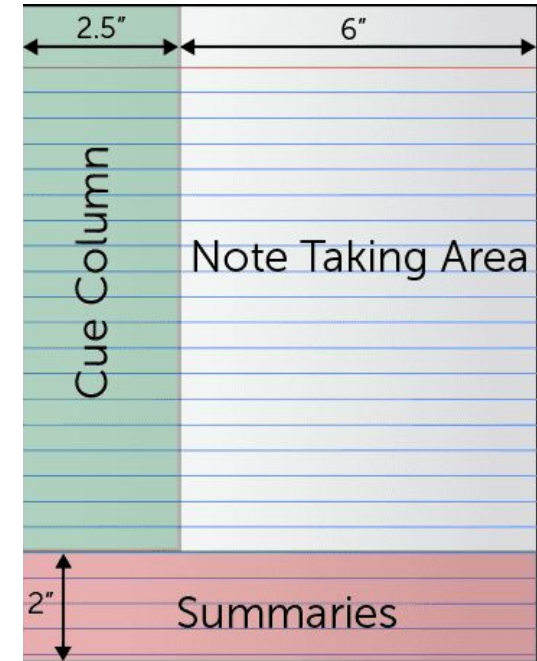 2.5″ 6″
Cue Column
Note Taking Area
2″
Summaries